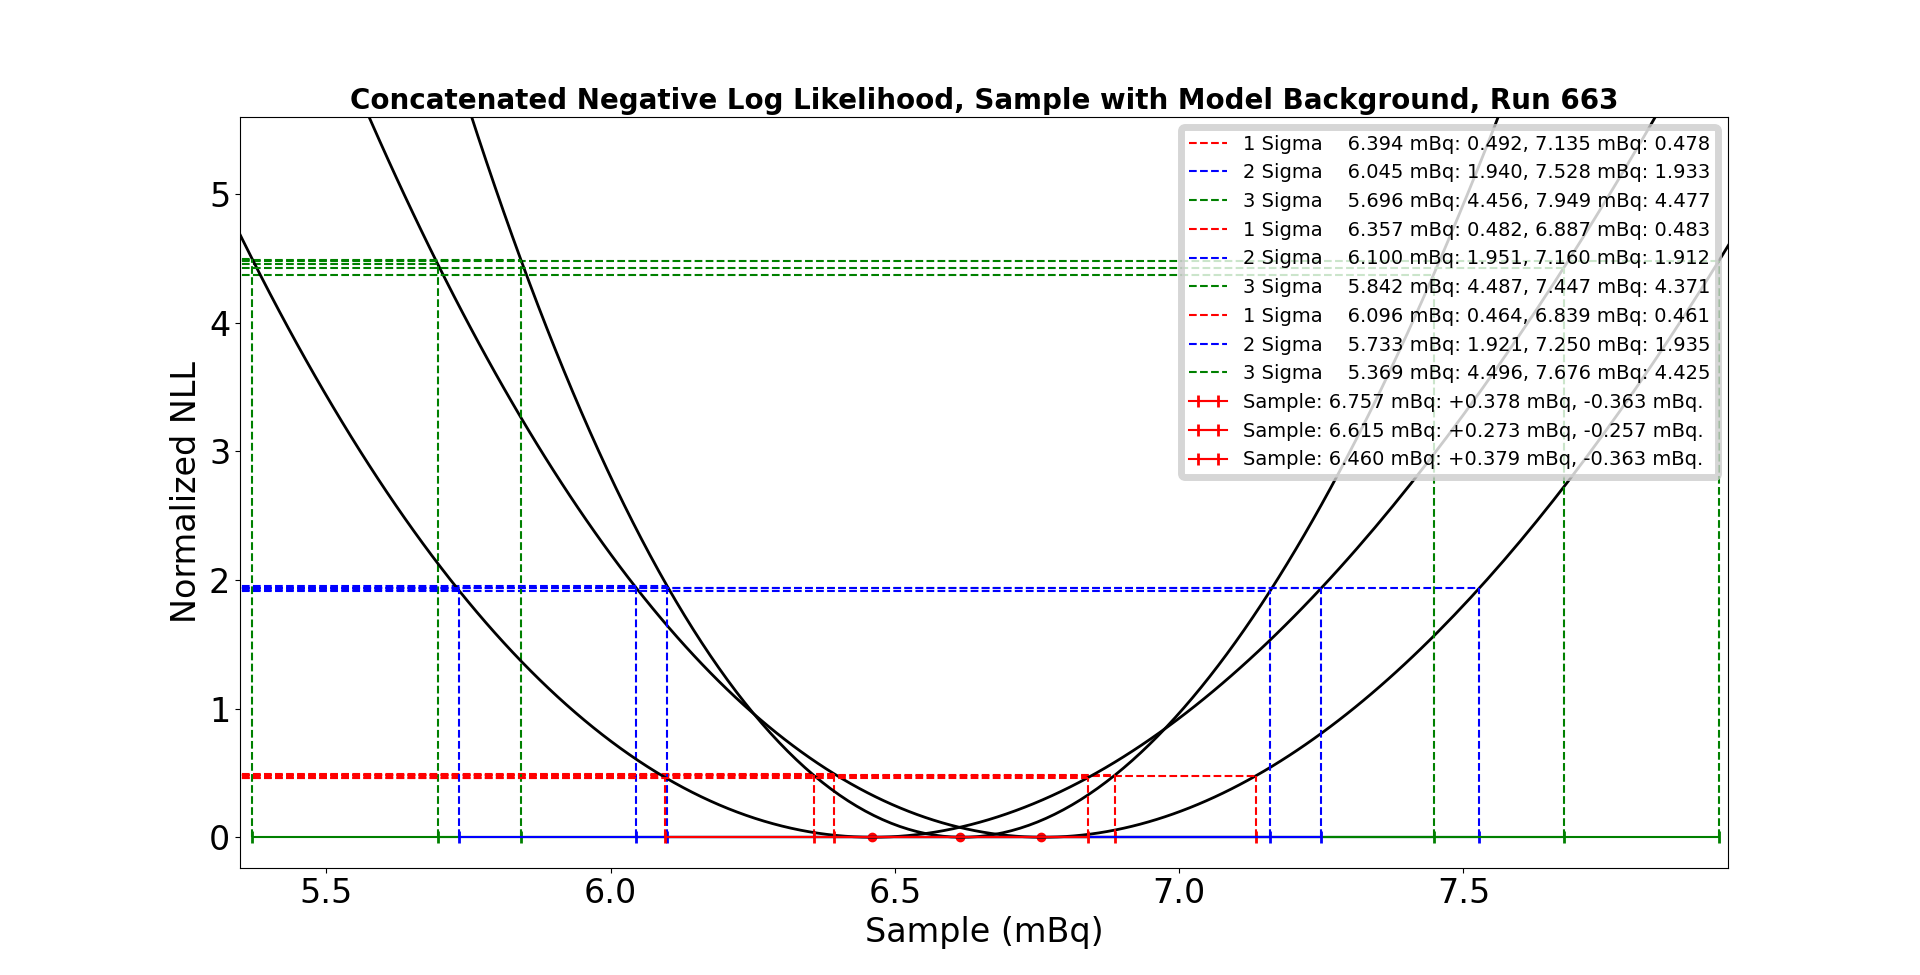 Concatenated Negative Log Likelihood, Sample with Model Background, Run 663
1 Sigma    6.394 mBq: 0.492, 7.135 mBq: 0.478
2 Sigma    6.045 mBq: 1.940, 7.528 mBq: 1.933
3 Sigma    5.696 mBq: 4.456, 7.949 mBq: 4.477
1 Sigma    6.357 mBq: 0.482, 6.887 mBq: 0.483
2 Sigma    6.100 mBq: 1.951, 7.160 mBq: 1.912
3 Sigma    5.842 mBq: 4.487, 7.447 mBq: 4.371
1 Sigma    6.096 mBq: 0.464, 6.839 mBq: 0.461
2 Sigma    5.733 mBq: 1.921, 7.250 mBq: 1.935
3 Sigma    5.369 mBq: 4.496, 7.676 mBq: 4.425
Sample: 6.757 mBq: +0.378 mBq, -0.363 mBq.
Sample: 6.615 mBq: +0.273 mBq, -0.257 mBq.
Sample: 6.460 mBq: +0.379 mBq, -0.363 mBq.
Normalized NLL
5
4
3
2
1
0
5.5 6.0 6.5 7.0 7.5
Sample (mBq)